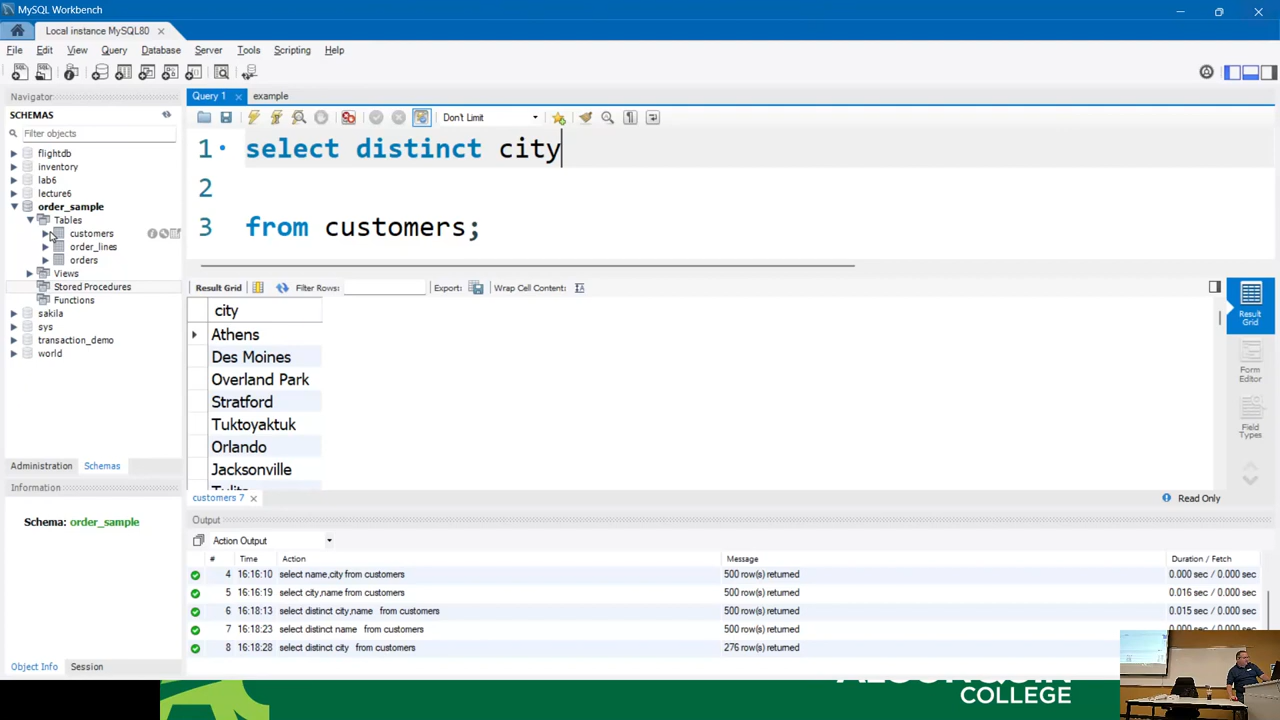 MySQL Workbench
Local instance MySQL80
File Edit View Query Database Server Tools Scripting Help
Navigator
SCHEMAS
Filter objects
flightdb
inventory
lab6
lecture6
order_sample
Tables
customers
order_lines
orders
Views
Stored Procedures
Functions
sakila
sys
transaction_demo
world
Administration Schemas
Information
Schema: order_sample
Object Info Session
Query 1 example
Don't Limit
1 select distinct city
2
3 from customers;
Result Grid Filter Rows: Export: Wrap Cell Content:
city
Athens
Des Moines
Overland Park
Stratford
Tuktoyaktuk
Orlando
Jacksonville
Result Grid
Form Editor
Field Types
customers 7 Read Only
Output
Action Output
# Time Action Message Duration / Fetch
4 16:16:10 select name,city from customers 500 row(s) returned 0.000 sec / 0.000 sec
5 16:16:19 select city,name from customers 500 row(s) returned 0.016 sec / 0.000 sec
6 16:18:13 select distinct city,name from customers 500 row(s) returned 0.015 sec / 0.000 sec
7 16:18:23 select distinct name from customers 500 row(s) returned 0.000 sec / 0.000 sec
8 16:18:28 select distinct city from customers 276 row(s) returned
COLLEGE